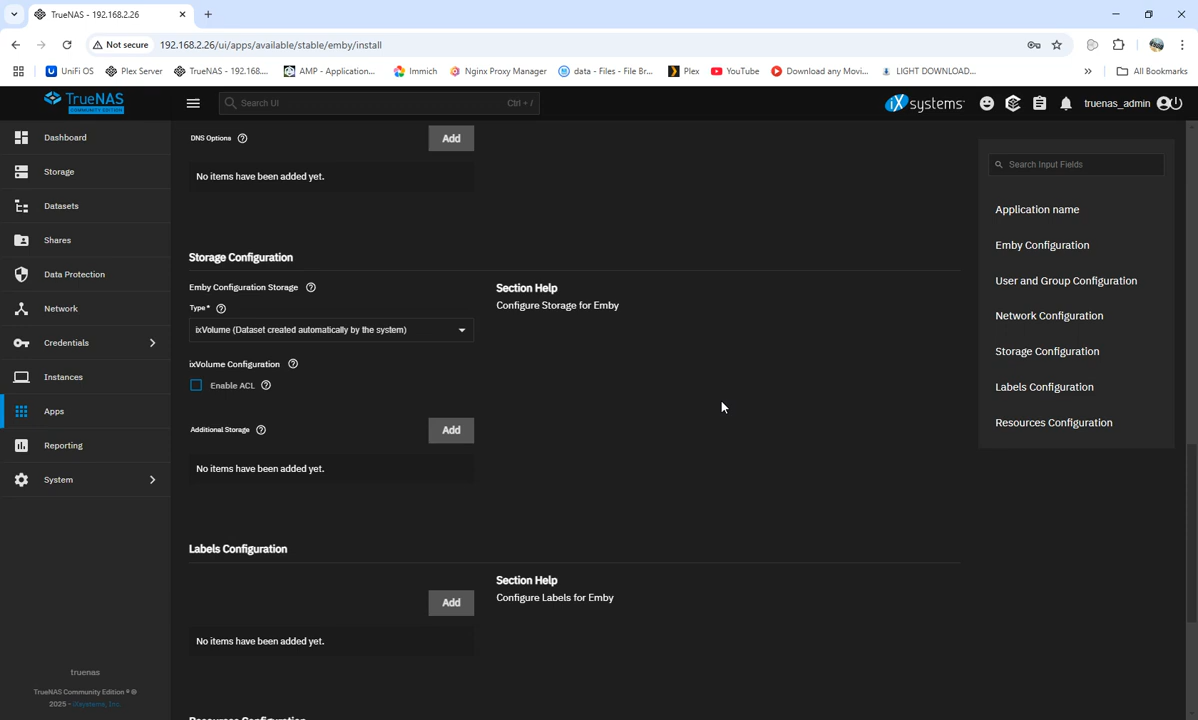 TrueNAS - 192.168.2.26
Not secure
192.168.2.26/ui/apps/available/stable/emby/install
UniFi OS
Plex Server
TrueNAS - 192.168....
AMP - Application...
Immich
Nginx Proxy Manager
data - Files - File Br...
Plex
YouTube
Download any Movi...
LIGHT DOWNLOAD...
»
All Bookmarks
TrueNAS
COMMUNITY EDITION
Search UI
Ctrl + /
iXsystems
truenas_admin
Dashboard
Storage
Datasets
Shares
Data Protection
Network
Credentials
Instances
Apps
Reporting
System
truenas
TrueNAS Community Edition ® ©
2025 - iXsystems, Inc.
DNS Options
Add
No items have been added yet.
Storage Configuration
Emby Configuration Storage
Type*
ixVolume (Dataset created automatically by the system)
ixVolume Configuration
Enable ACL
Additional Storage
Add
No items have been added yet.
Section Help
Configure Storage for Emby
Labels Configuration
Add
No items have been added yet.
Section Help
Configure Labels for Emby
Resources Configuration
Search Input Fields
Application name
Emby Configuration
User and Group Configuration
Network Configuration
Storage Configuration
Labels Configuration
Resources Configuration